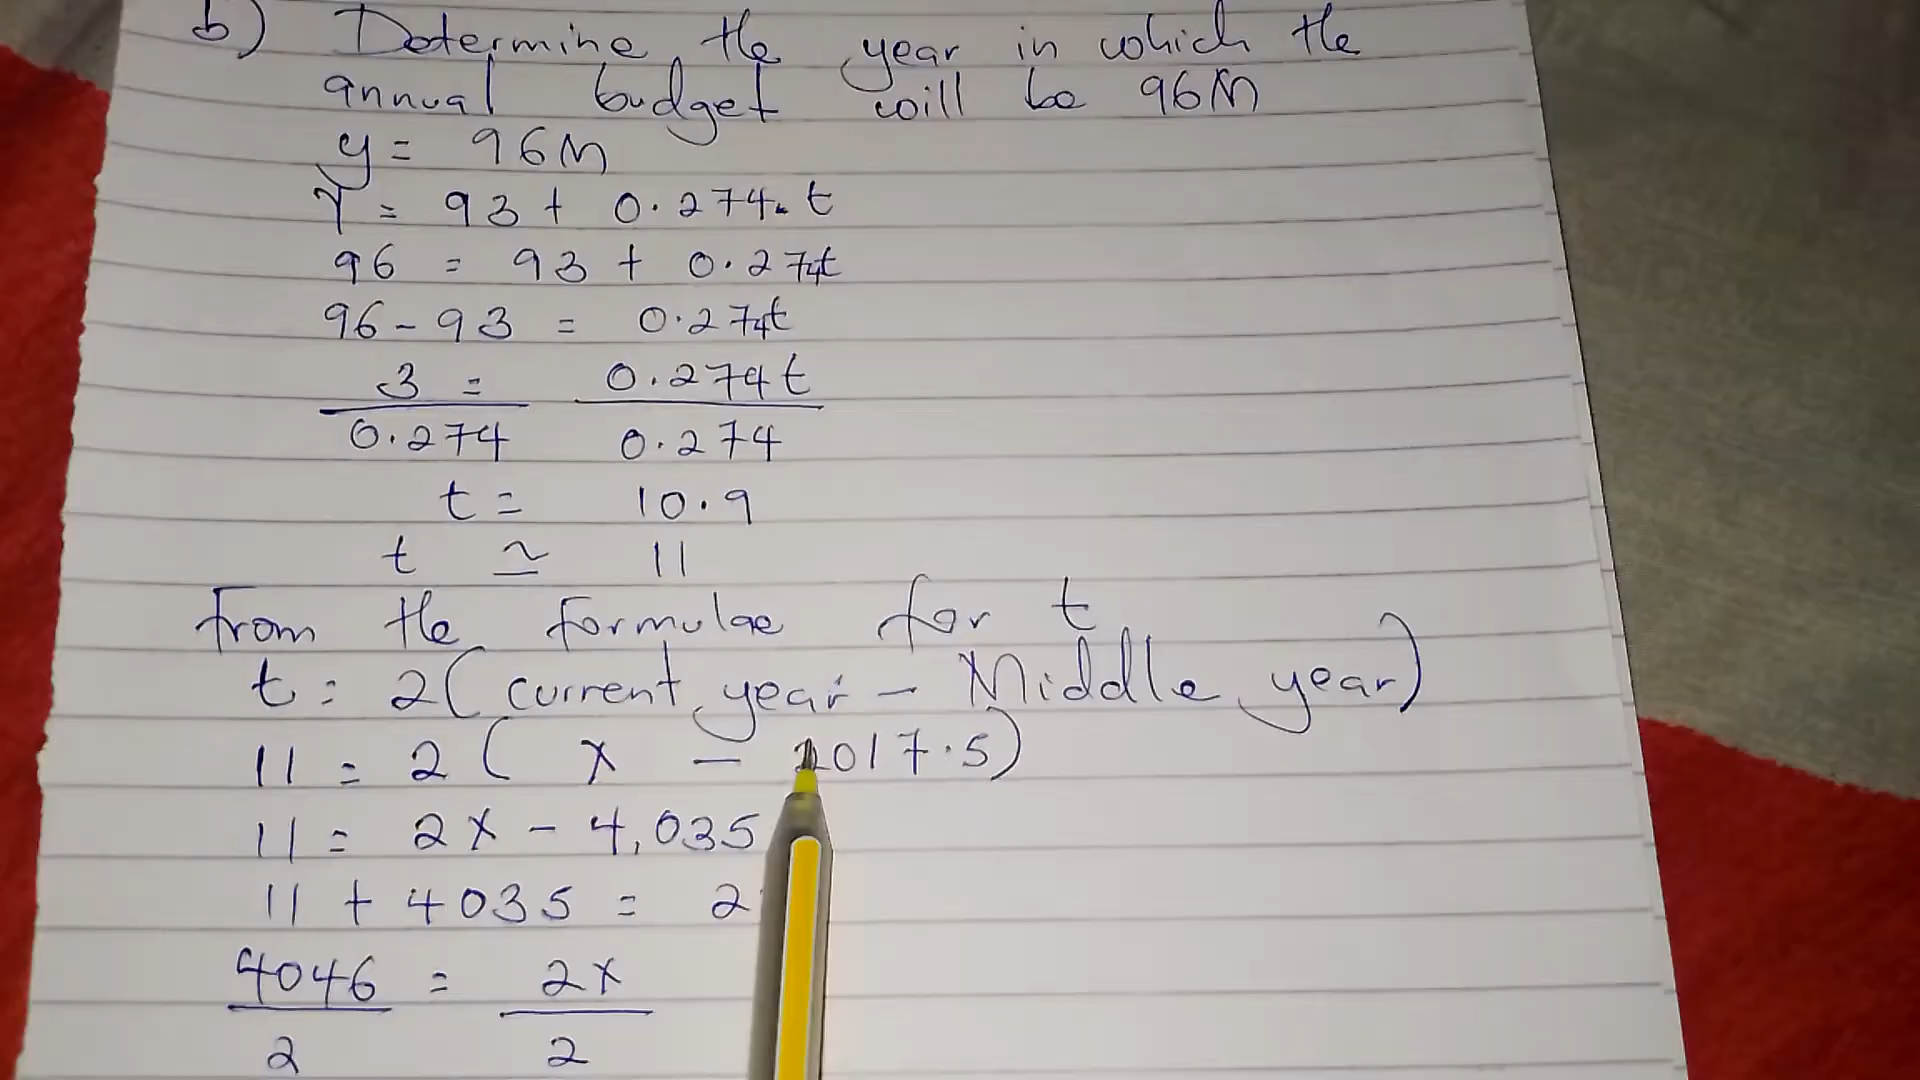 b) Determine the year in which the
annual budget will be 96M
y = 96M
Y = 93 + 0.274.t
96 = 93 + 0.274t
96 - 93 = 0.274t
3 = 0.274t
0.274 0.274
t = 10.9
t ≃ 11
From the formulae for t
t = 2(current year - Middle year)
11 = 2( x - 2017.5)
11 = 2x - 4,035
11 + 4035 = 2
4046 = 2x
2 2